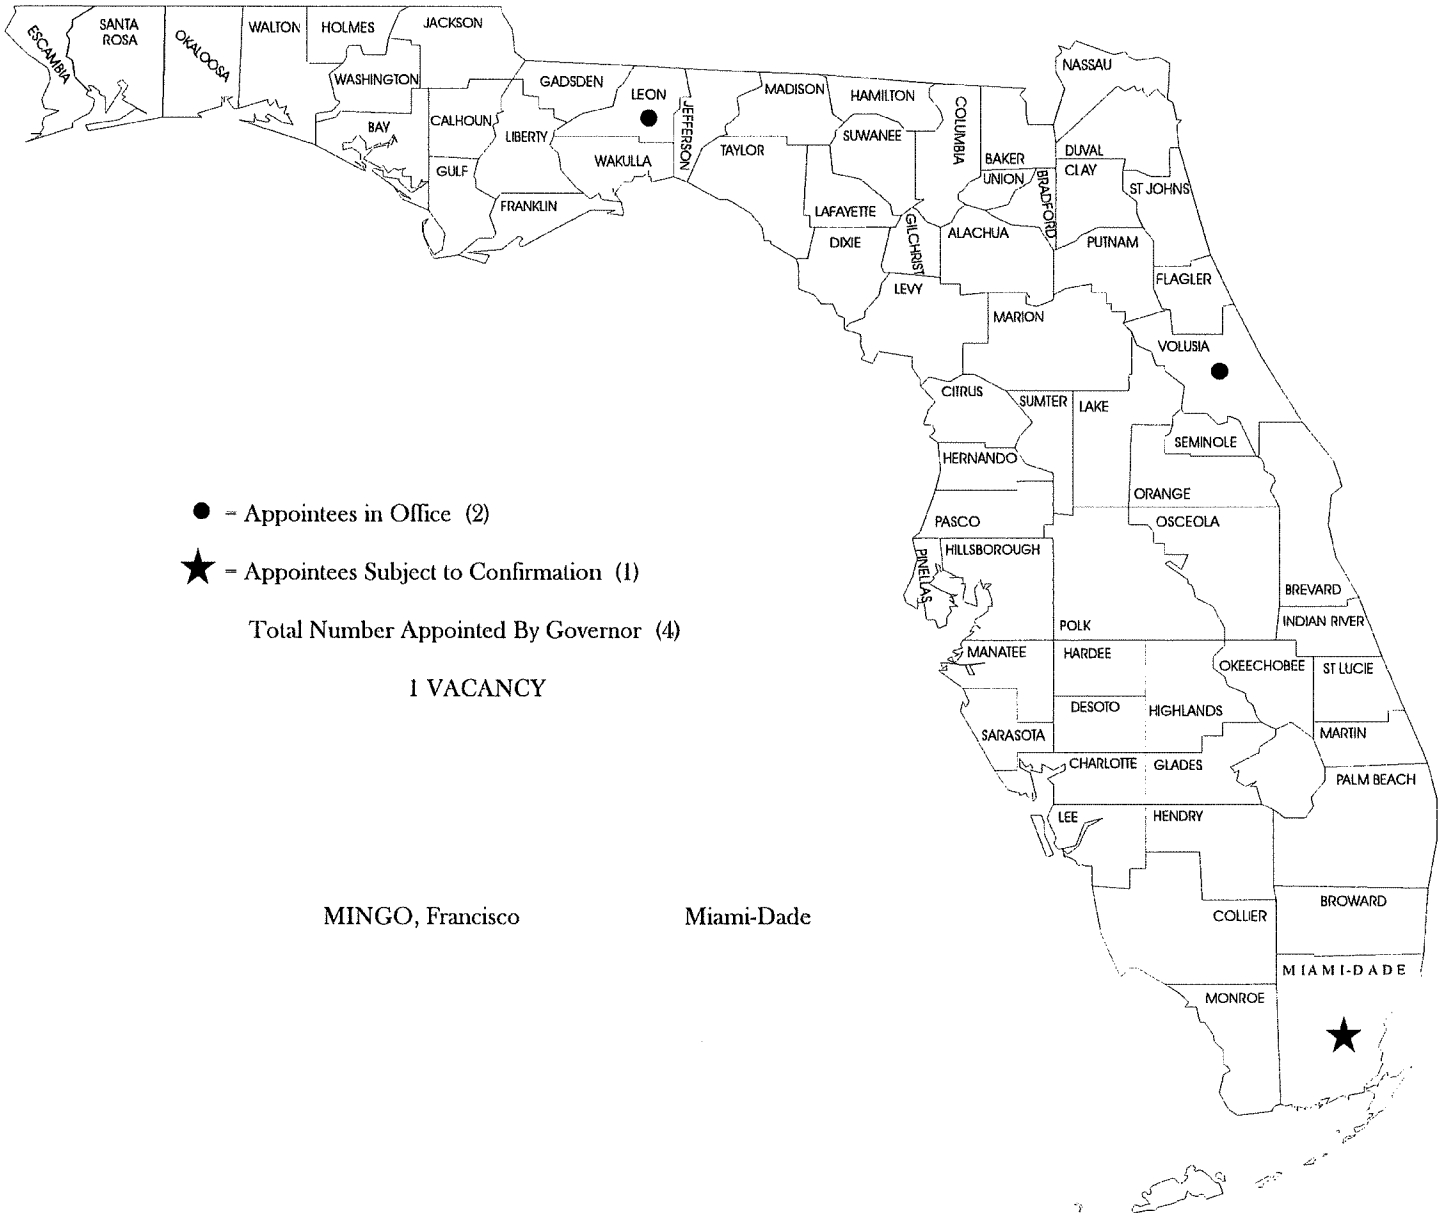 ESCAMBIA
SANTA
ROSA
OKALOOSA
WALTON
HOLMES
JACKSON
WASHINGTON
BAY
CALHOUN
GULF
GADSDEN
LIBERTY
FRANKLIN
LEON
WAKULLA
JEFFERSON
MADISON
TAYLOR
HAMILTON
SUWANEE
LAFAYETTE
DIXIE
COLUMBIA
GILCHRIST
LEVY
NASSAU
BAKER
UNION
BRADFORD
DUVAL
CLAY
ST JOHNS
ALACHUA
PUTNAM
FLAGLER
MARION
VOLUSIA
CITRUS
SUMTER
LAKE
SEMINOLE
HERNANDO
ORANGE
PASCO
OSCEOLA
PINELLAS
HILLSBOROUGH
POLK
BREVARD
INDIAN RIVER
MANATEE
HARDEE
OKEECHOBEE
ST LUCIE
DESOTO
HIGHLANDS
SARASOTA
MARTIN
CHARLOTTE
GLADES
PALM BEACH
LEE
HENDRY
COLLIER
BROWARD
MIAMI-DADE
MONROE
= Appointees in Office (2)
= Appointees Subject to Confirmation (1)
Total Number Appointed By Governor (4)
1 VACANCY
MINGO, Francisco Miami-Dade